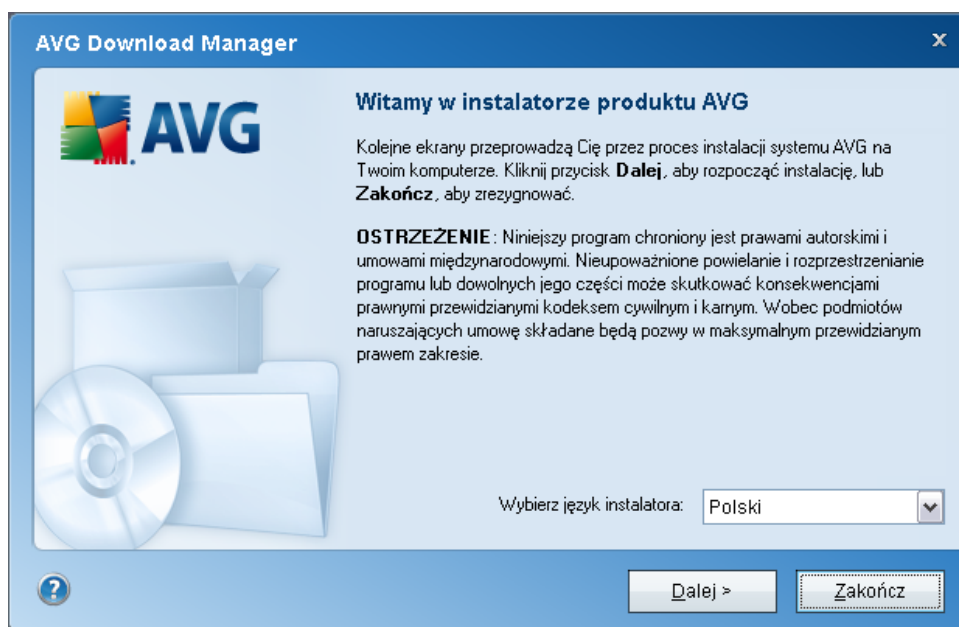 AVG Download Manager
x
AVG
Witamy w instalatorze produktu AVG
Kolejne ekrany przeprowadzą Cię przez proces instalacji systemu AVG na
Twoim komputerze. Kliknij przycisk Dalej, aby rozpocząć instalację, lub
Zakończ, aby zrezygnować.
OSTRZEŻENIE: Niniejszy program chroniony jest prawami autorskimi i
umowami międzynarodowymi. Nieupoważnione powielanie i rozprzestrzenianie
programu lub dowolnych jego części może skutkować konsekwencjami
prawnymi przewidzianymi kodeksem cywilnym i karnym. Wobec podmiotów
naruszających umowę składane będą pozwy w maksymalnym przewidzianym
prawem zakresie.
Wybierz język instalatora: Polski
?
Dalej >
Zakończ